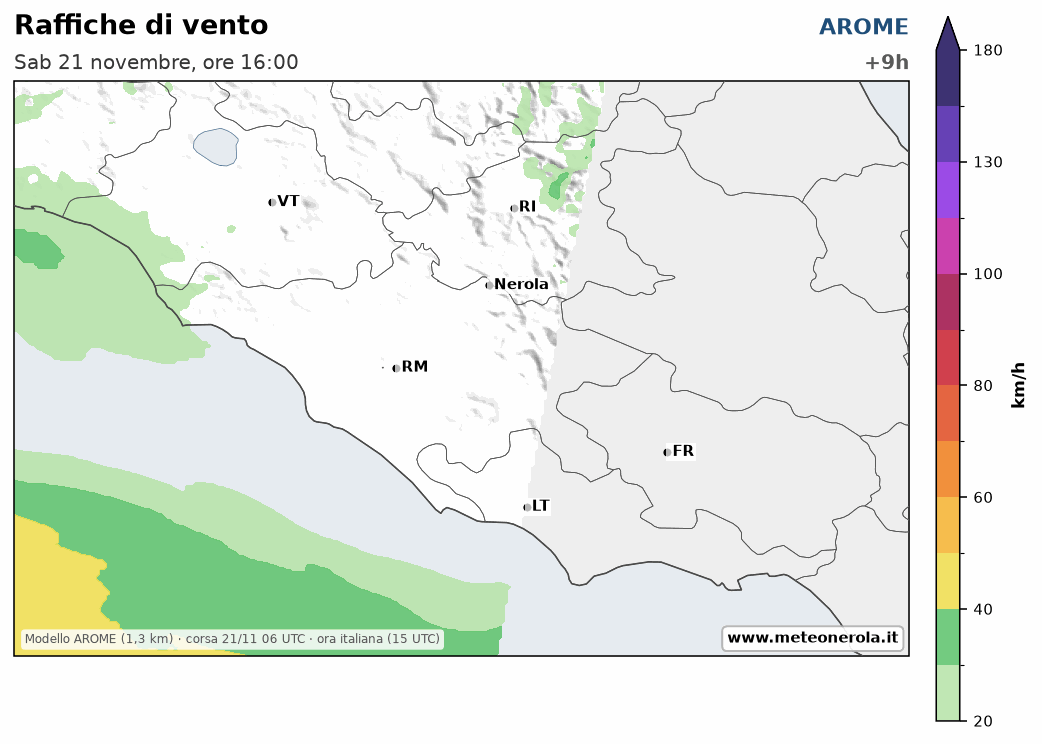 Raffiche di vento
AROME
Sab 21 novembre, ore 16:00
+9h
VT
RI
Nerola
RM
FR
LT
Modello AROME (1,3 km) · corsa 21/11 06 UTC · ora italiana (15 UTC)
www.meteonerola.it
180
130
100
80
60
40
20
km/h